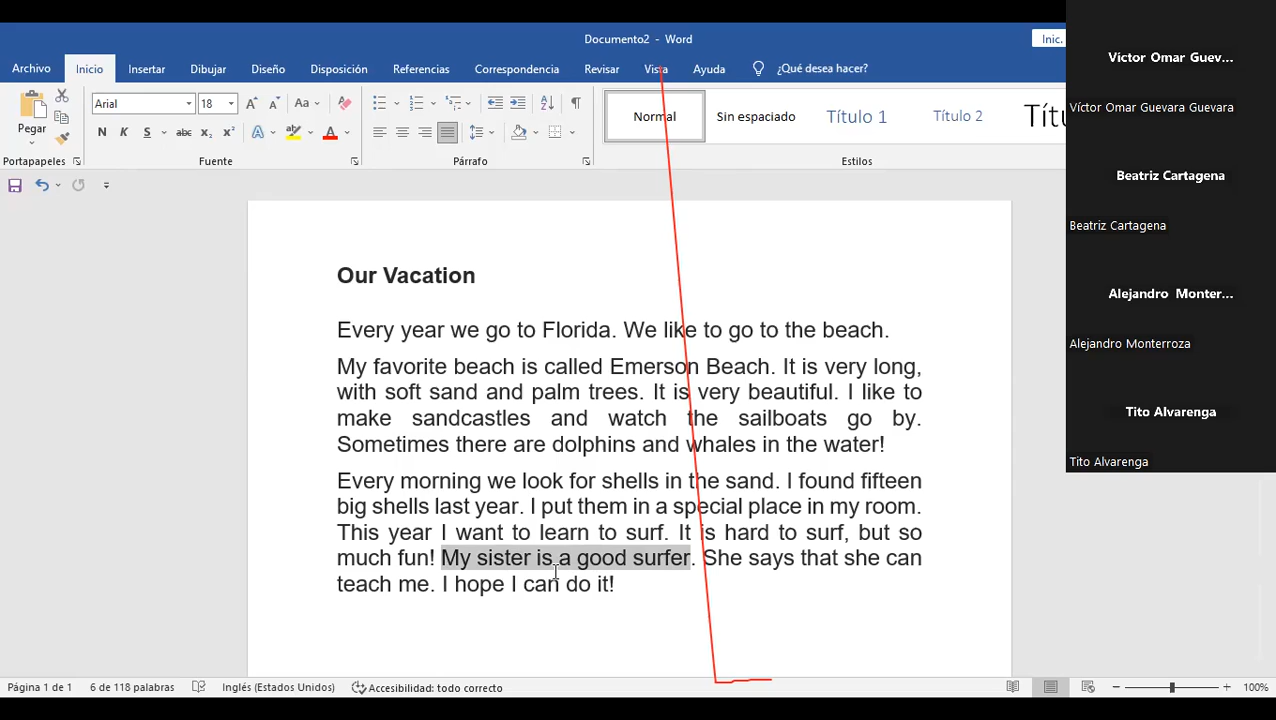 Documento2 - Word
Inic.
Archivo Inicio Insertar Dibujar Diseño Disposición Referencias Correspondencia Revisar Vista Ayuda ¿Qué desea hacer?
Pegar
Arial 18 Aa
N K S abc x₂ x² A A
Normal Sin espaciado Título 1 Título 2 Títu
Portapapeles Fuente Párrafo Estilos
Our Vacation
Every year we go to Florida. We like to go to the beach.
My favorite beach is called Emerson Beach. It is very long,
with soft sand and palm trees. It is very beautiful. I like to
make sandcastles and watch the sailboats go by.
Sometimes there are dolphins and whales in the water!
Every morning we look for shells in the sand. I found fifteen
big shells last year. I put them in a special place in my room.
This year I want to learn to surf. It is hard to surf, but so
much fun! My sister is a good surfer. She says that she can
teach me. I hope I can do it!
Página 1 de 1 6 de 118 palabras Inglés (Estados Unidos) Accesibilidad: todo correcto 100%
Víctor Omar Guev...
Víctor Omar Guevara Guevara
Beatriz Cartagena
Beatriz Cartagena
Alejandro Monter...
Alejandro Monterroza
Tito Alvarenga
Tito Alvarenga